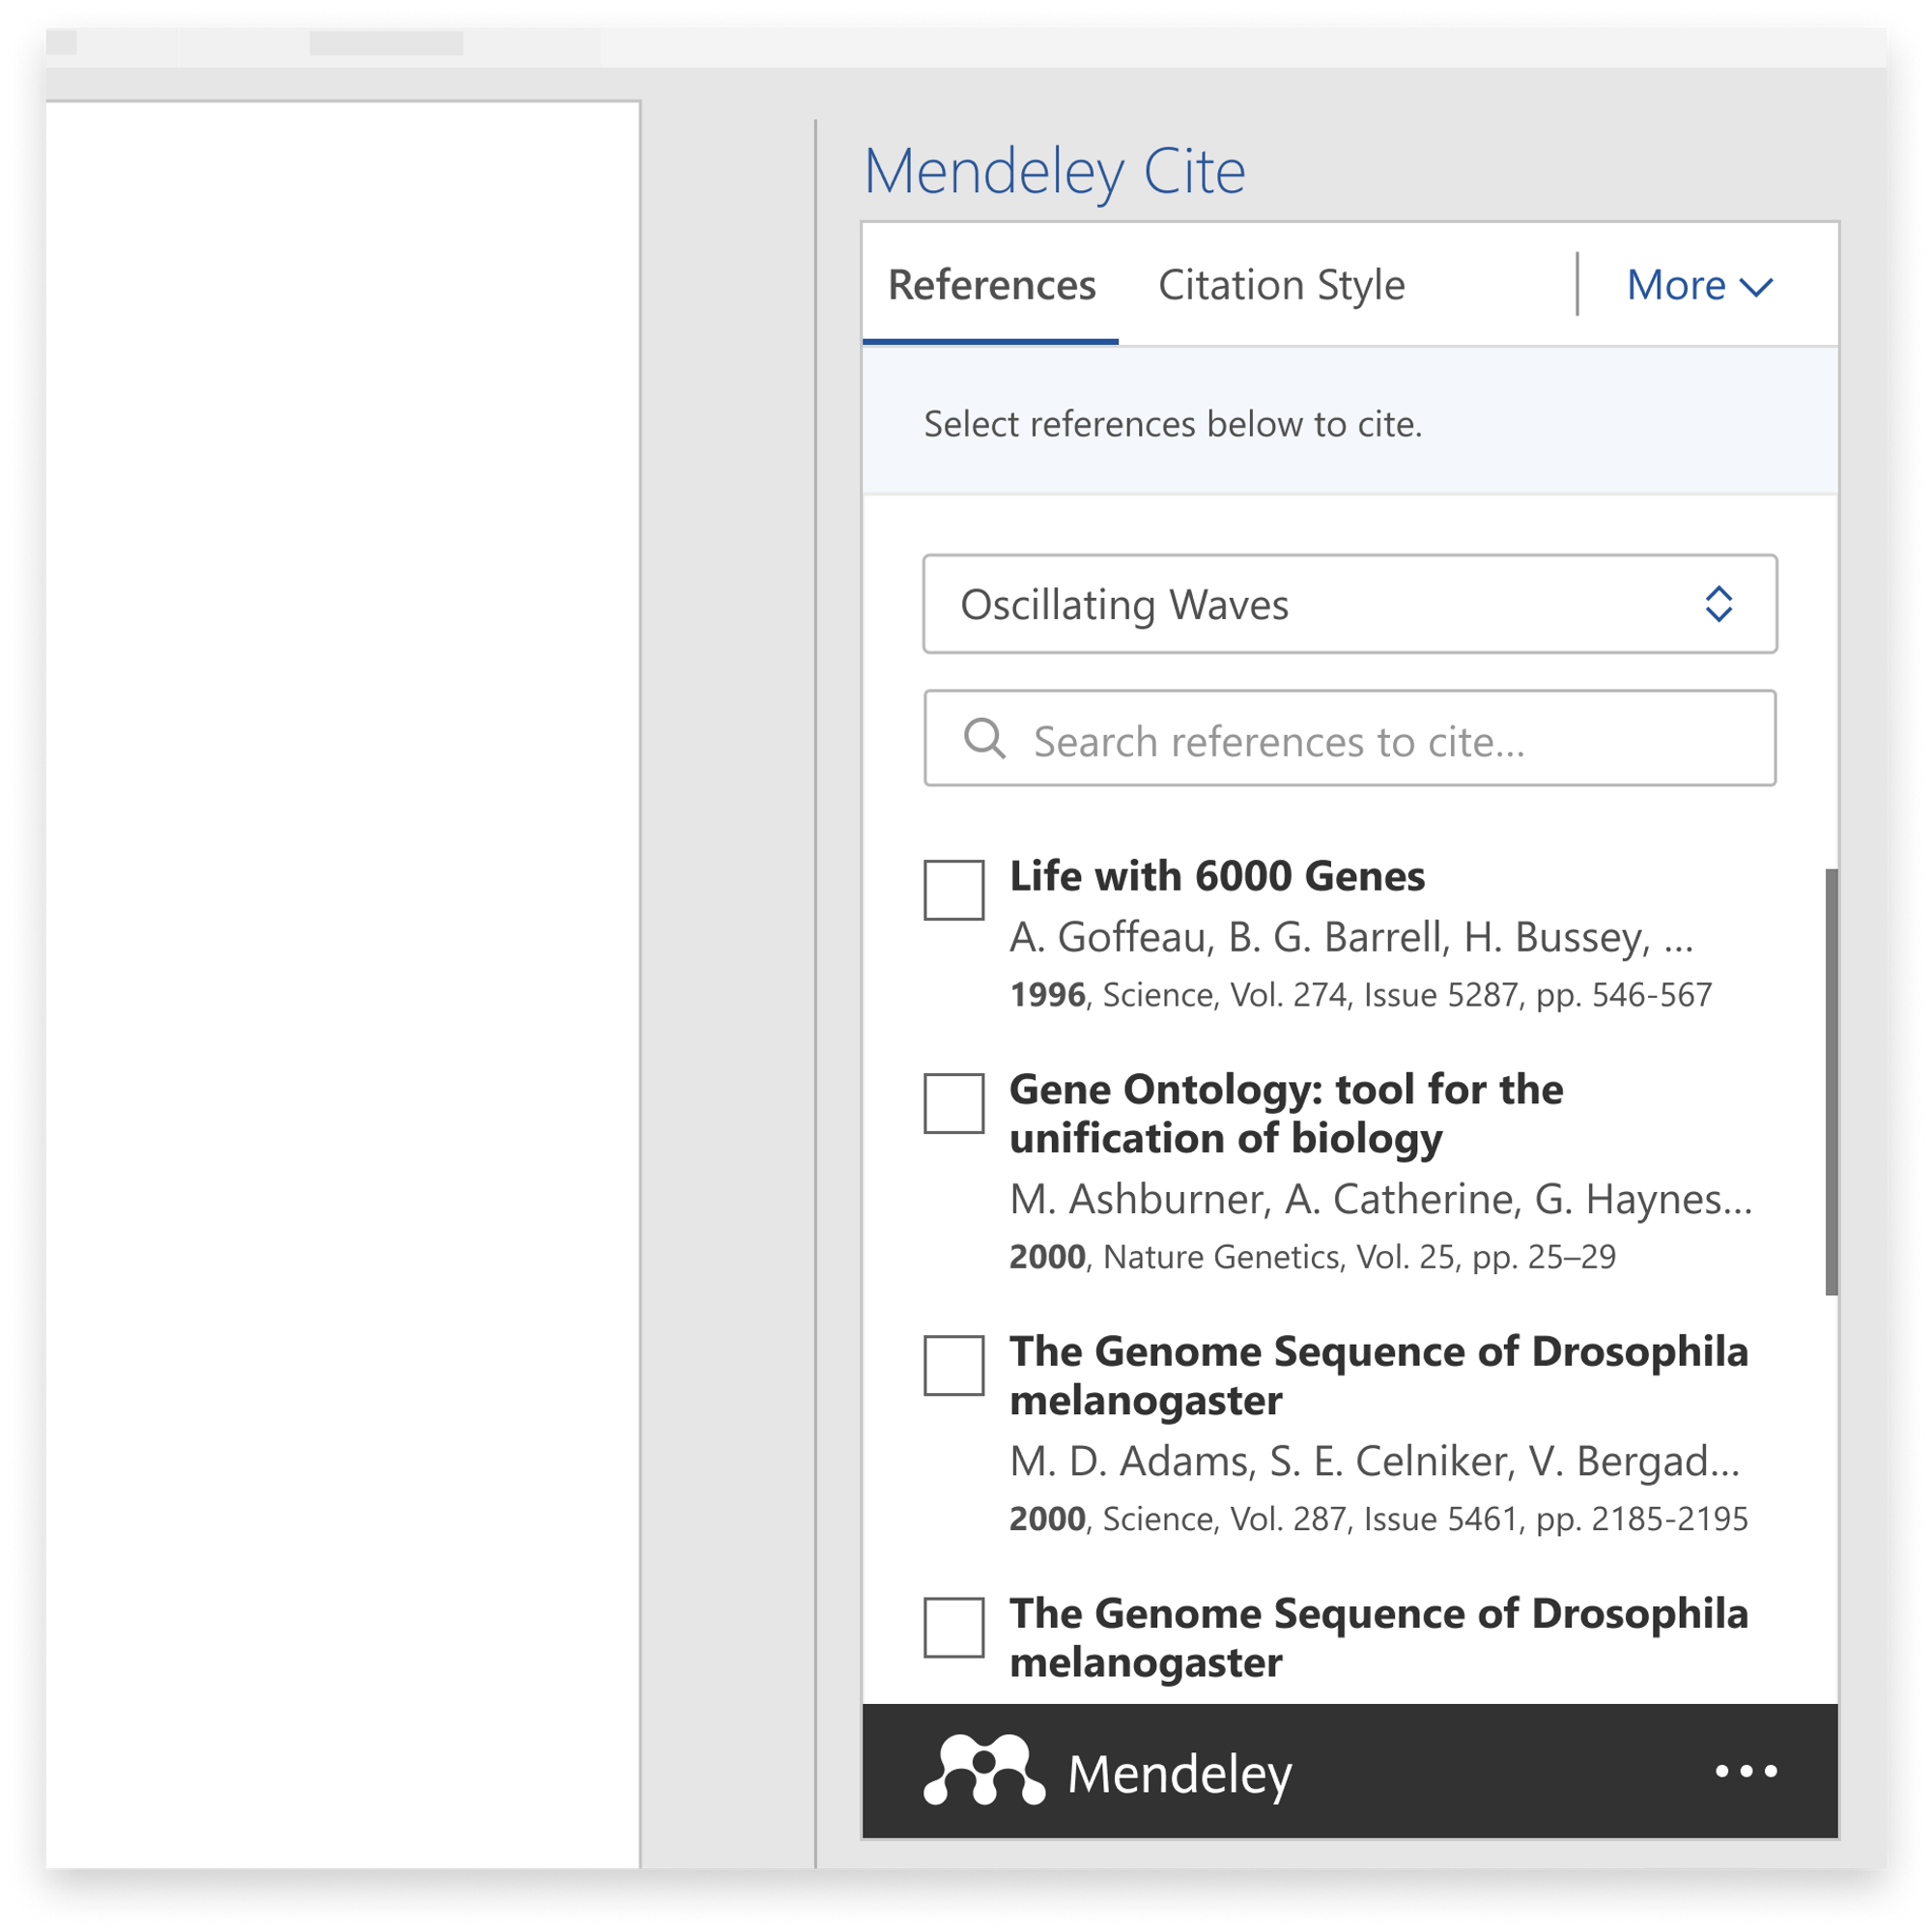 Mendeley Cite
References Citation Style More
Select references below to cite.
Oscillating Waves
Search references to cite...
Life with 6000 Genes
A. Goffeau, B. G. Barrell, H. Bussey, ...
1996, Science, Vol. 274, Issue 5287, pp. 546-567
Gene Ontology: tool for the
unification of biology
M. Ashburner, A. Catherine, G. Haynes...
2000, Nature Genetics, Vol. 25, pp. 25–29
The Genome Sequence of Drosophila
melanogaster
M. D. Adams, S. E. Celniker, V. Bergad...
2000, Science, Vol. 287, Issue 5461, pp. 2185-2195
The Genome Sequence of Drosophila
melanogaster
Mendeley